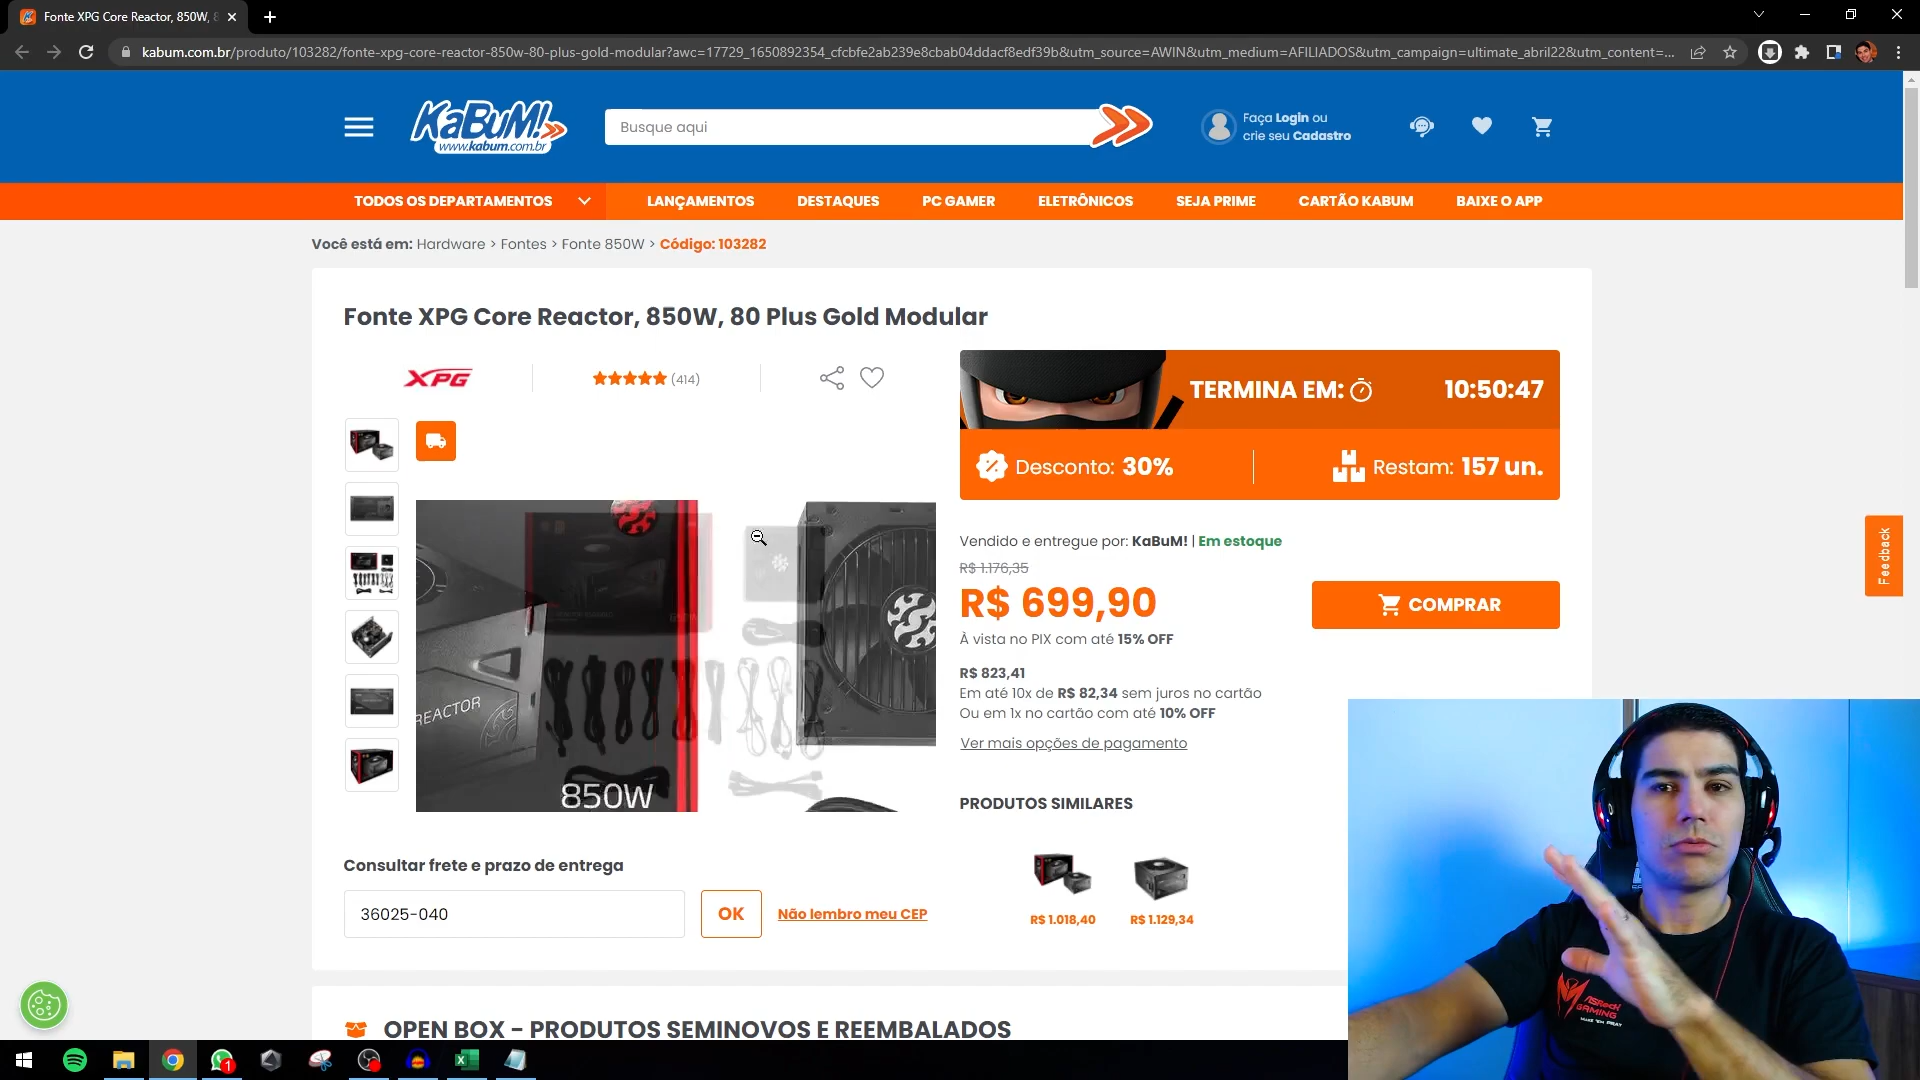 Fonte XPG Core Reactor, 850W, 8
kabum.com.br/produto/103282/fonte-xpg-core-reactor-850w-80-plus-gold-modular?awc=17729_1650892354_cfcbfe2ab239e8cbab04ddacf8edf39b&utm_source=AWIN&utm_medium=AFILIADOS&utm_campaign=ultimate_abril22&utm_content=...
KaBuM!
www.kabum.com.br
Busque aqui
Faça Login ou
crie seu Cadastro
TODOS OS DEPARTAMENTOS
LANÇAMENTOS
DESTAQUES
PC GAMER
ELETRÔNICOS
SEJA PRIME
CARTÃO KABUM
BAIXE O APP
Você está em: Hardware > Fontes > Fonte 850W > Código: 103282
Fonte XPG Core Reactor, 850W, 80 Plus Gold Modular
XPG
(414)
TERMINA EM: 10:50:47
Desconto: 30%
Restam: 157 un.
REACTOR
850W
Vendido e entregue por: KaBuM! | Em estoque
R$ 1.176,35
R$ 699,90
COMPRAR
À vista no PIX com até 15% OFF
R$ 823,41
Em até 10x de R$ 82,34 sem juros no cartão
Ou em 1x no cartão com até 10% OFF
Ver mais opções de pagamento
PRODUTOS SIMILARES
R$ 1.018,40
R$ 1.129,34
Feedback
Consultar frete e prazo de entrega
36025-040
OK
Não lembro meu CEP
OPEN BOX - PRODUTOS SEMINOVOS E REEMBALADOS
ASRock
GAMING
1